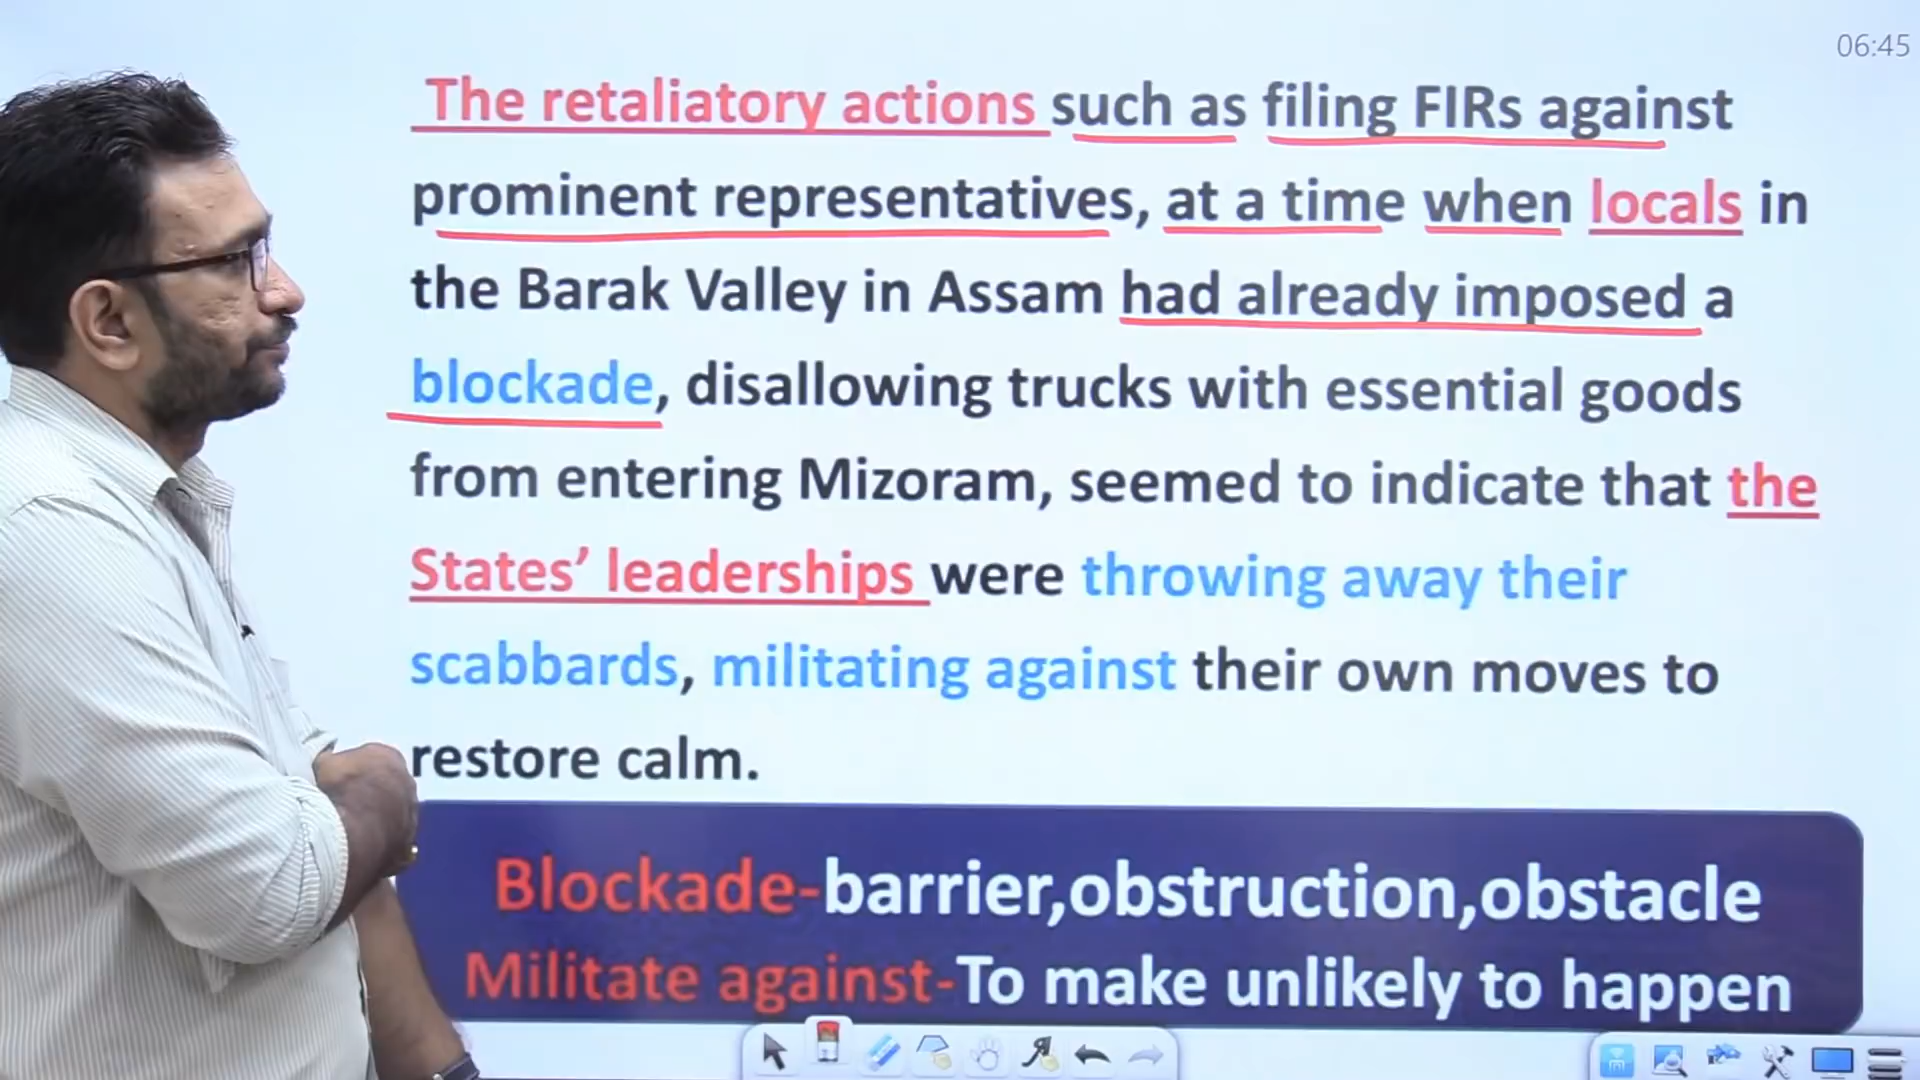 06:45
The retaliatory actions such as filing FIRs against
prominent representatives, at a time when locals in
the Barak Valley in Assam had already imposed a
blockade, disallowing trucks with essential goods
from entering Mizoram, seemed to indicate that the
States’ leaderships were throwing away their
scabbards, militating against their own moves to
restore calm.
Blockade-barrier,obstruction,obstacle
Militate against-To make unlikely to happen